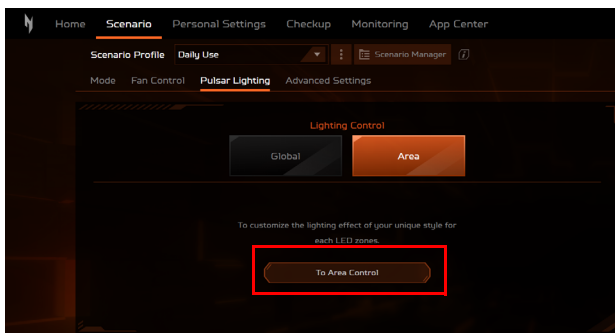 Home Scenario Personal Settings Checkup Monitoring App Center
Scenario Profile Daily Use Scenario Manager
Mode Fan Control Pulsar Lighting Advanced Settings
Lighting Control
Global Area
To customize the lighting effect of your unique style for
each LED zones.
To Area Control